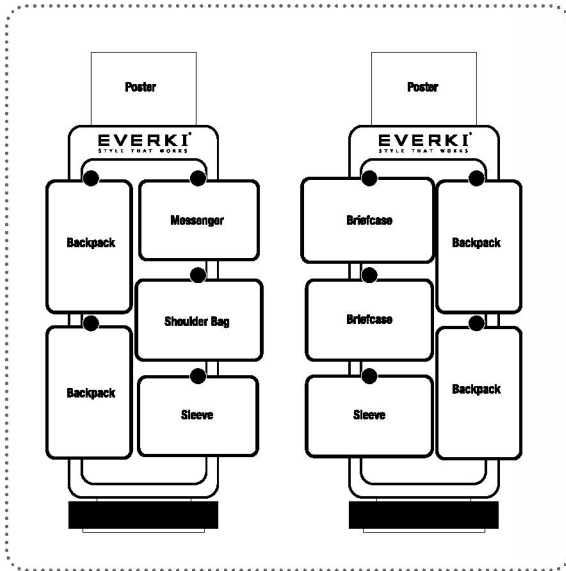 Poster
EVERKI®
STYLE THAT WORKS
Backpack
Messenger
Shoulder Bag
Backpack
Sleeve
Poster
EVERKI®
STYLE THAT WORKS
Briefcase
Backpack
Briefcase
Backpack
Sleeve